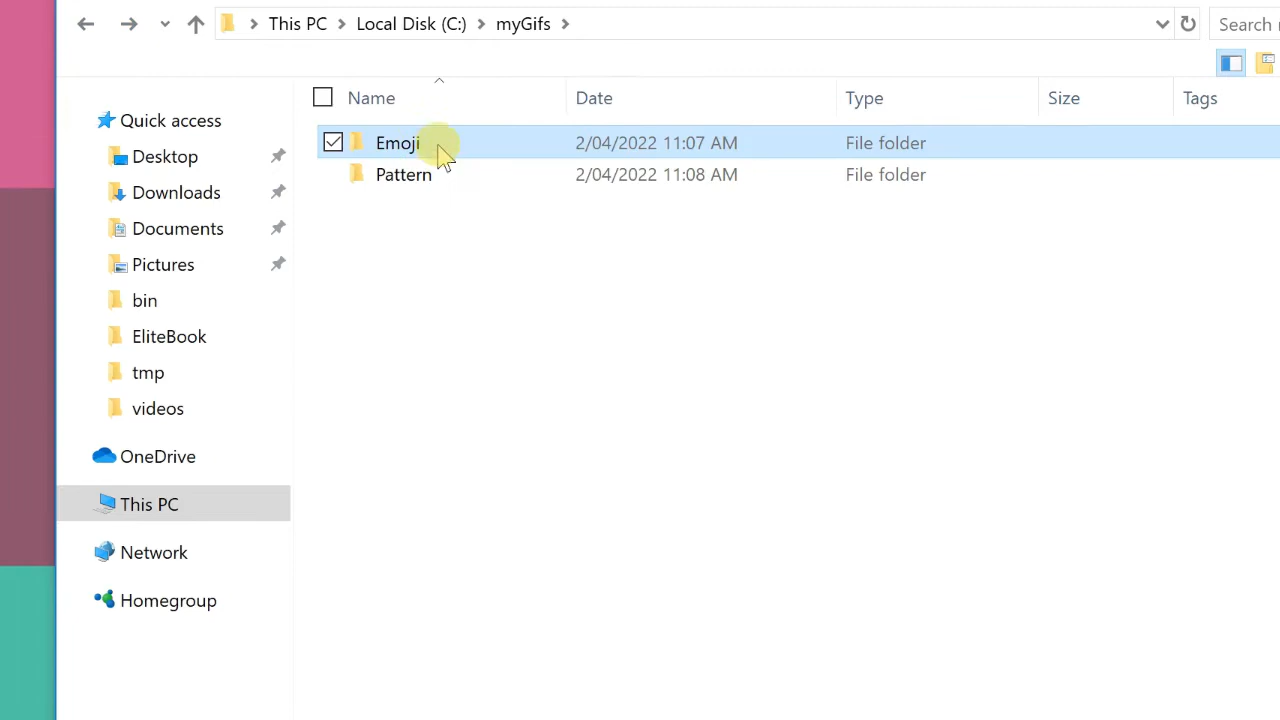 This PC > Local Disk (C:) > myGifs >
Search
Name Date Type Size Tags
Quick access
Desktop
Downloads
Documents
Pictures
bin
EliteBook
tmp
videos
OneDrive
This PC
Network
Homegroup
Emoji 2/04/2022 11:07 AM File folder
Pattern 2/04/2022 11:08 AM File folder